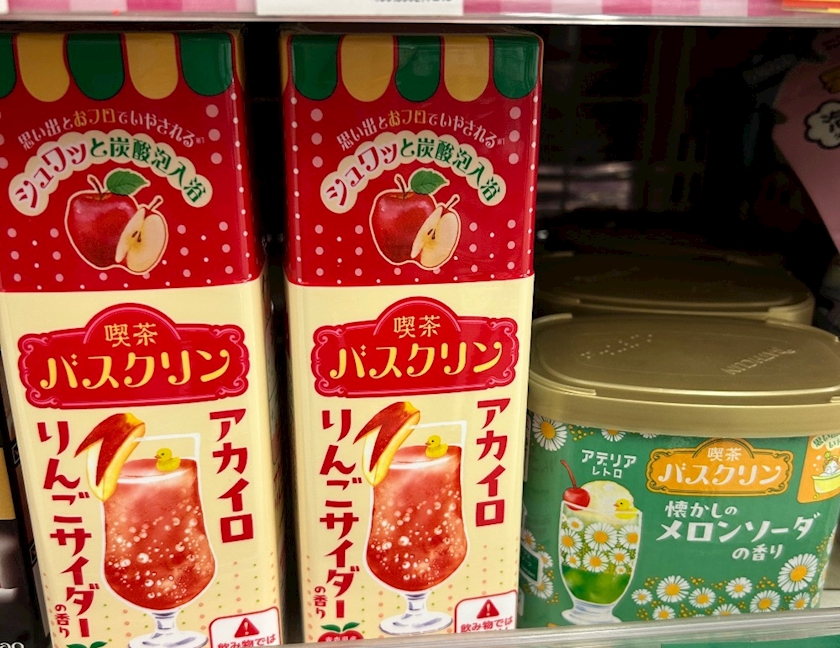 思い出とおフロでいやされる
シュワッと炭酸泡入浴
喫茶
バスクリン
アカイロ
りんごサイダー
の香り
飲み物では
思い出とおフロでいやされる
シュワッと炭酸泡入浴
喫茶
バスクリン
アカイロ
りんごサイダー
の香り
飲み物では
アデリア
レトロ
喫茶
バスクリン
懐かしの
メロンソーダ
の香り